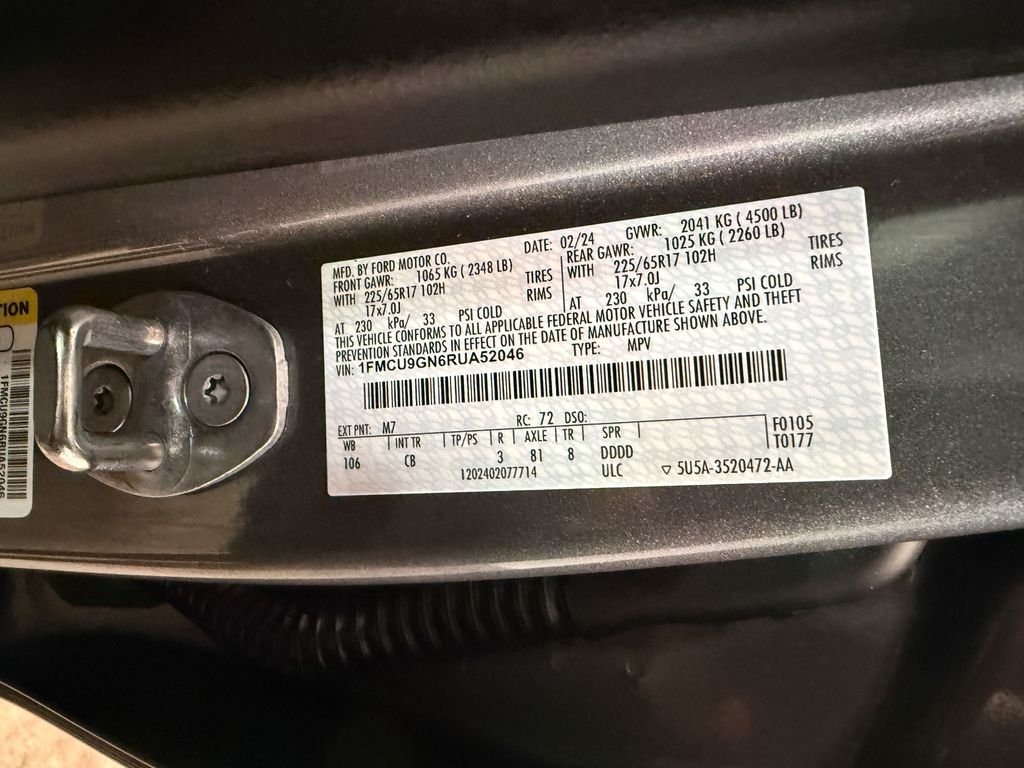 TION
1FMCU9GN6RUA52046
MFD. BY FORD MOTOR CO. DATE: 02/24 GVWR: 2041 KG ( 4500 LB)
FRONT GAWR: 1065 KG ( 2348 LB) REAR GAWR: 1025 KG ( 2260 LB)
WITH 225/65R17 102H TIRES WITH 225/65R17 102H TIRES
17x7.0J RIMS 17x7.0J RIMS
AT 230 kPa/ 33 PSI COLD AT 230 kPa/ 33 PSI COLD
THIS VEHICLE CONFORMS TO ALL APPLICABLE FEDERAL MOTOR VEHICLE SAFETY AND THEFT
PREVENTION STANDARDS IN EFFECT ON THE DATE OF MANUFACTURE SHOWN ABOVE.
VIN: 1FMCU9GN6RUA52046 TYPE: MPV
EXT PNT: M7 RC: 72 DSO:
WB INT TR TP/PS R AXLE TR SPR F0105
106 CB 3 81 8 DDDD T0177
1202402077714 ULC ▽ 5U5A-3520472-AA